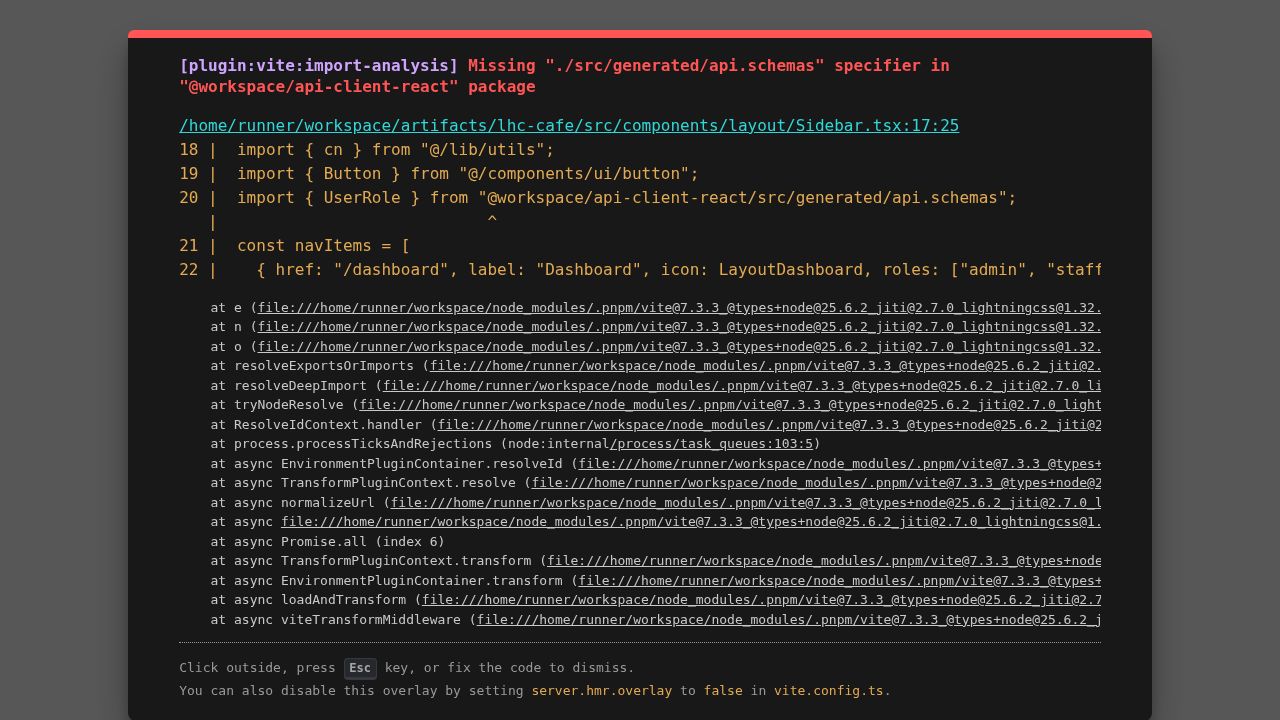 [plugin:vite:import-analysis] Missing "./src/generated/api.schemas" specifier in
"@workspace/api-client-react" package
/home/runner/workspace/artifacts/lhc-cafe/src/components/layout/Sidebar.tsx:17:25
18 |  import { cn } from "@/lib/utils";
19 |  import { Button } from "@/components/ui/button";
20 |  import { UserRole } from "@workspace/api-client-react/src/generated/api.schemas";
   |                            ^
21 |  const navItems = [
22 |    { href: "/dashboard", label: "Dashboard", icon: LayoutDashboard, roles: ["admin", "staff
at e (file:///home/runner/workspace/node_modules/.pnpm/vite@7.3.3_@types+node@25.6.2_jiti@2.7.0_lightningcss@1.32.
at n (file:///home/runner/workspace/node_modules/.pnpm/vite@7.3.3_@types+node@25.6.2_jiti@2.7.0_lightningcss@1.32.
at o (file:///home/runner/workspace/node_modules/.pnpm/vite@7.3.3_@types+node@25.6.2_jiti@2.7.0_lightningcss@1.32.
at resolveExportsOrImports (file:///home/runner/workspace/node_modules/.pnpm/vite@7.3.3_@types+node@25.6.2_jiti@2.
at resolveDeepImport (file:///home/runner/workspace/node_modules/.pnpm/vite@7.3.3_@types+node@25.6.2_jiti@2.7.0_li
at tryNodeResolve (file:///home/runner/workspace/node_modules/.pnpm/vite@7.3.3_@types+node@25.6.2_jiti@2.7.0_light
at ResolveIdContext.handler (file:///home/runner/workspace/node_modules/.pnpm/vite@7.3.3_@types+node@25.6.2_jiti@2
at process.processTicksAndRejections (node:internal/process/task_queues:103:5)
at async EnvironmentPluginContainer.resolveId (file:///home/runner/workspace/node_modules/.pnpm/vite@7.3.3_@types+
at async TransformPluginContext.resolve (file:///home/runner/workspace/node_modules/.pnpm/vite@7.3.3_@types+node@2
at async normalizeUrl (file:///home/runner/workspace/node_modules/.pnpm/vite@7.3.3_@types+node@25.6.2_jiti@2.7.0_l
at async file:///home/runner/workspace/node_modules/.pnpm/vite@7.3.3_@types+node@25.6.2_jiti@2.7.0_lightningcss@1.
at async Promise.all (index 6)
at async TransformPluginContext.transform (file:///home/runner/workspace/node_modules/.pnpm/vite@7.3.3_@types+node
at async EnvironmentPluginContainer.transform (file:///home/runner/workspace/node_modules/.pnpm/vite@7.3.3_@types+
at async loadAndTransform (file:///home/runner/workspace/node_modules/.pnpm/vite@7.3.3_@types+node@25.6.2_jiti@2.7
at async viteTransformMiddleware (file:///home/runner/workspace/node_modules/.pnpm/vite@7.3.3_@types+node@25.6.2_j
Click outside, press Esc key, or fix the code to dismiss.
You can also disable this overlay by setting server.hmr.overlay to false in vite.config.ts.